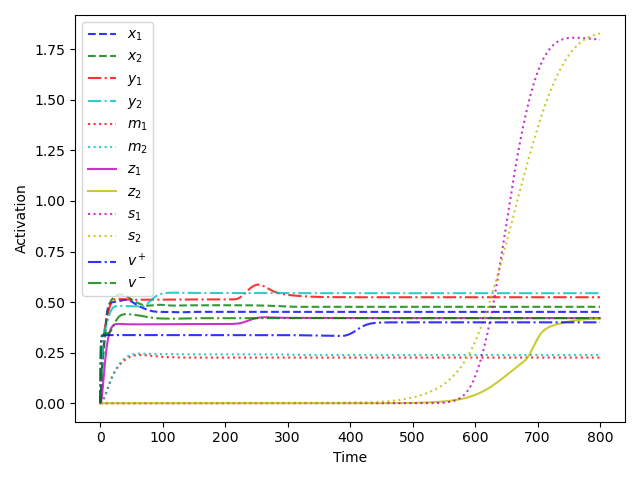 1.75
1.50
1.25
1.00
0.75
0.50
0.25
0.00
Activation
x₁
x₂
y₁
y₂
m₁
m₂
z₁
z₂
s₁
s₂
v⁺
v⁻
0 100 200 300 400 500 600 700 800
Time